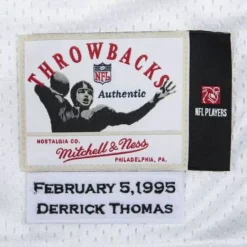 THROWBACKS
NFL
Authentic
NFL PLAYERS
NOSTALGIA CO.
Mitchell & Ness
PHILADELPHIA, PA.
FEBRUARY 5,1995
DERRICK THOMAS